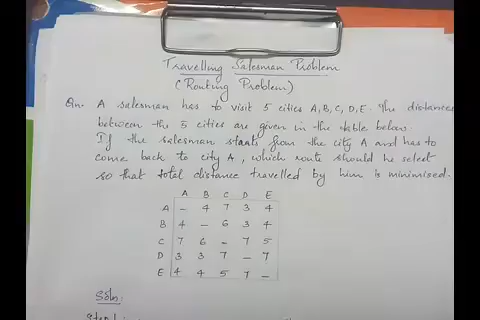 Travelling Salesman Problem
(Routing Problem)
Qn. A salesman has to visit 5 cities A, B, C, D, E. The distances
between the 5 cities are given in the table below.
If the salesman starts from the city A and has to
come back to city A, which route should he select
so that total distance travelled by him is minimised.
A B C D E
A - 4 7 3 4
B 4 - 6 3 4
C 7 6 - 7 5
D 3 3 7 - 7
E 4 4 5 7 -
Soln: